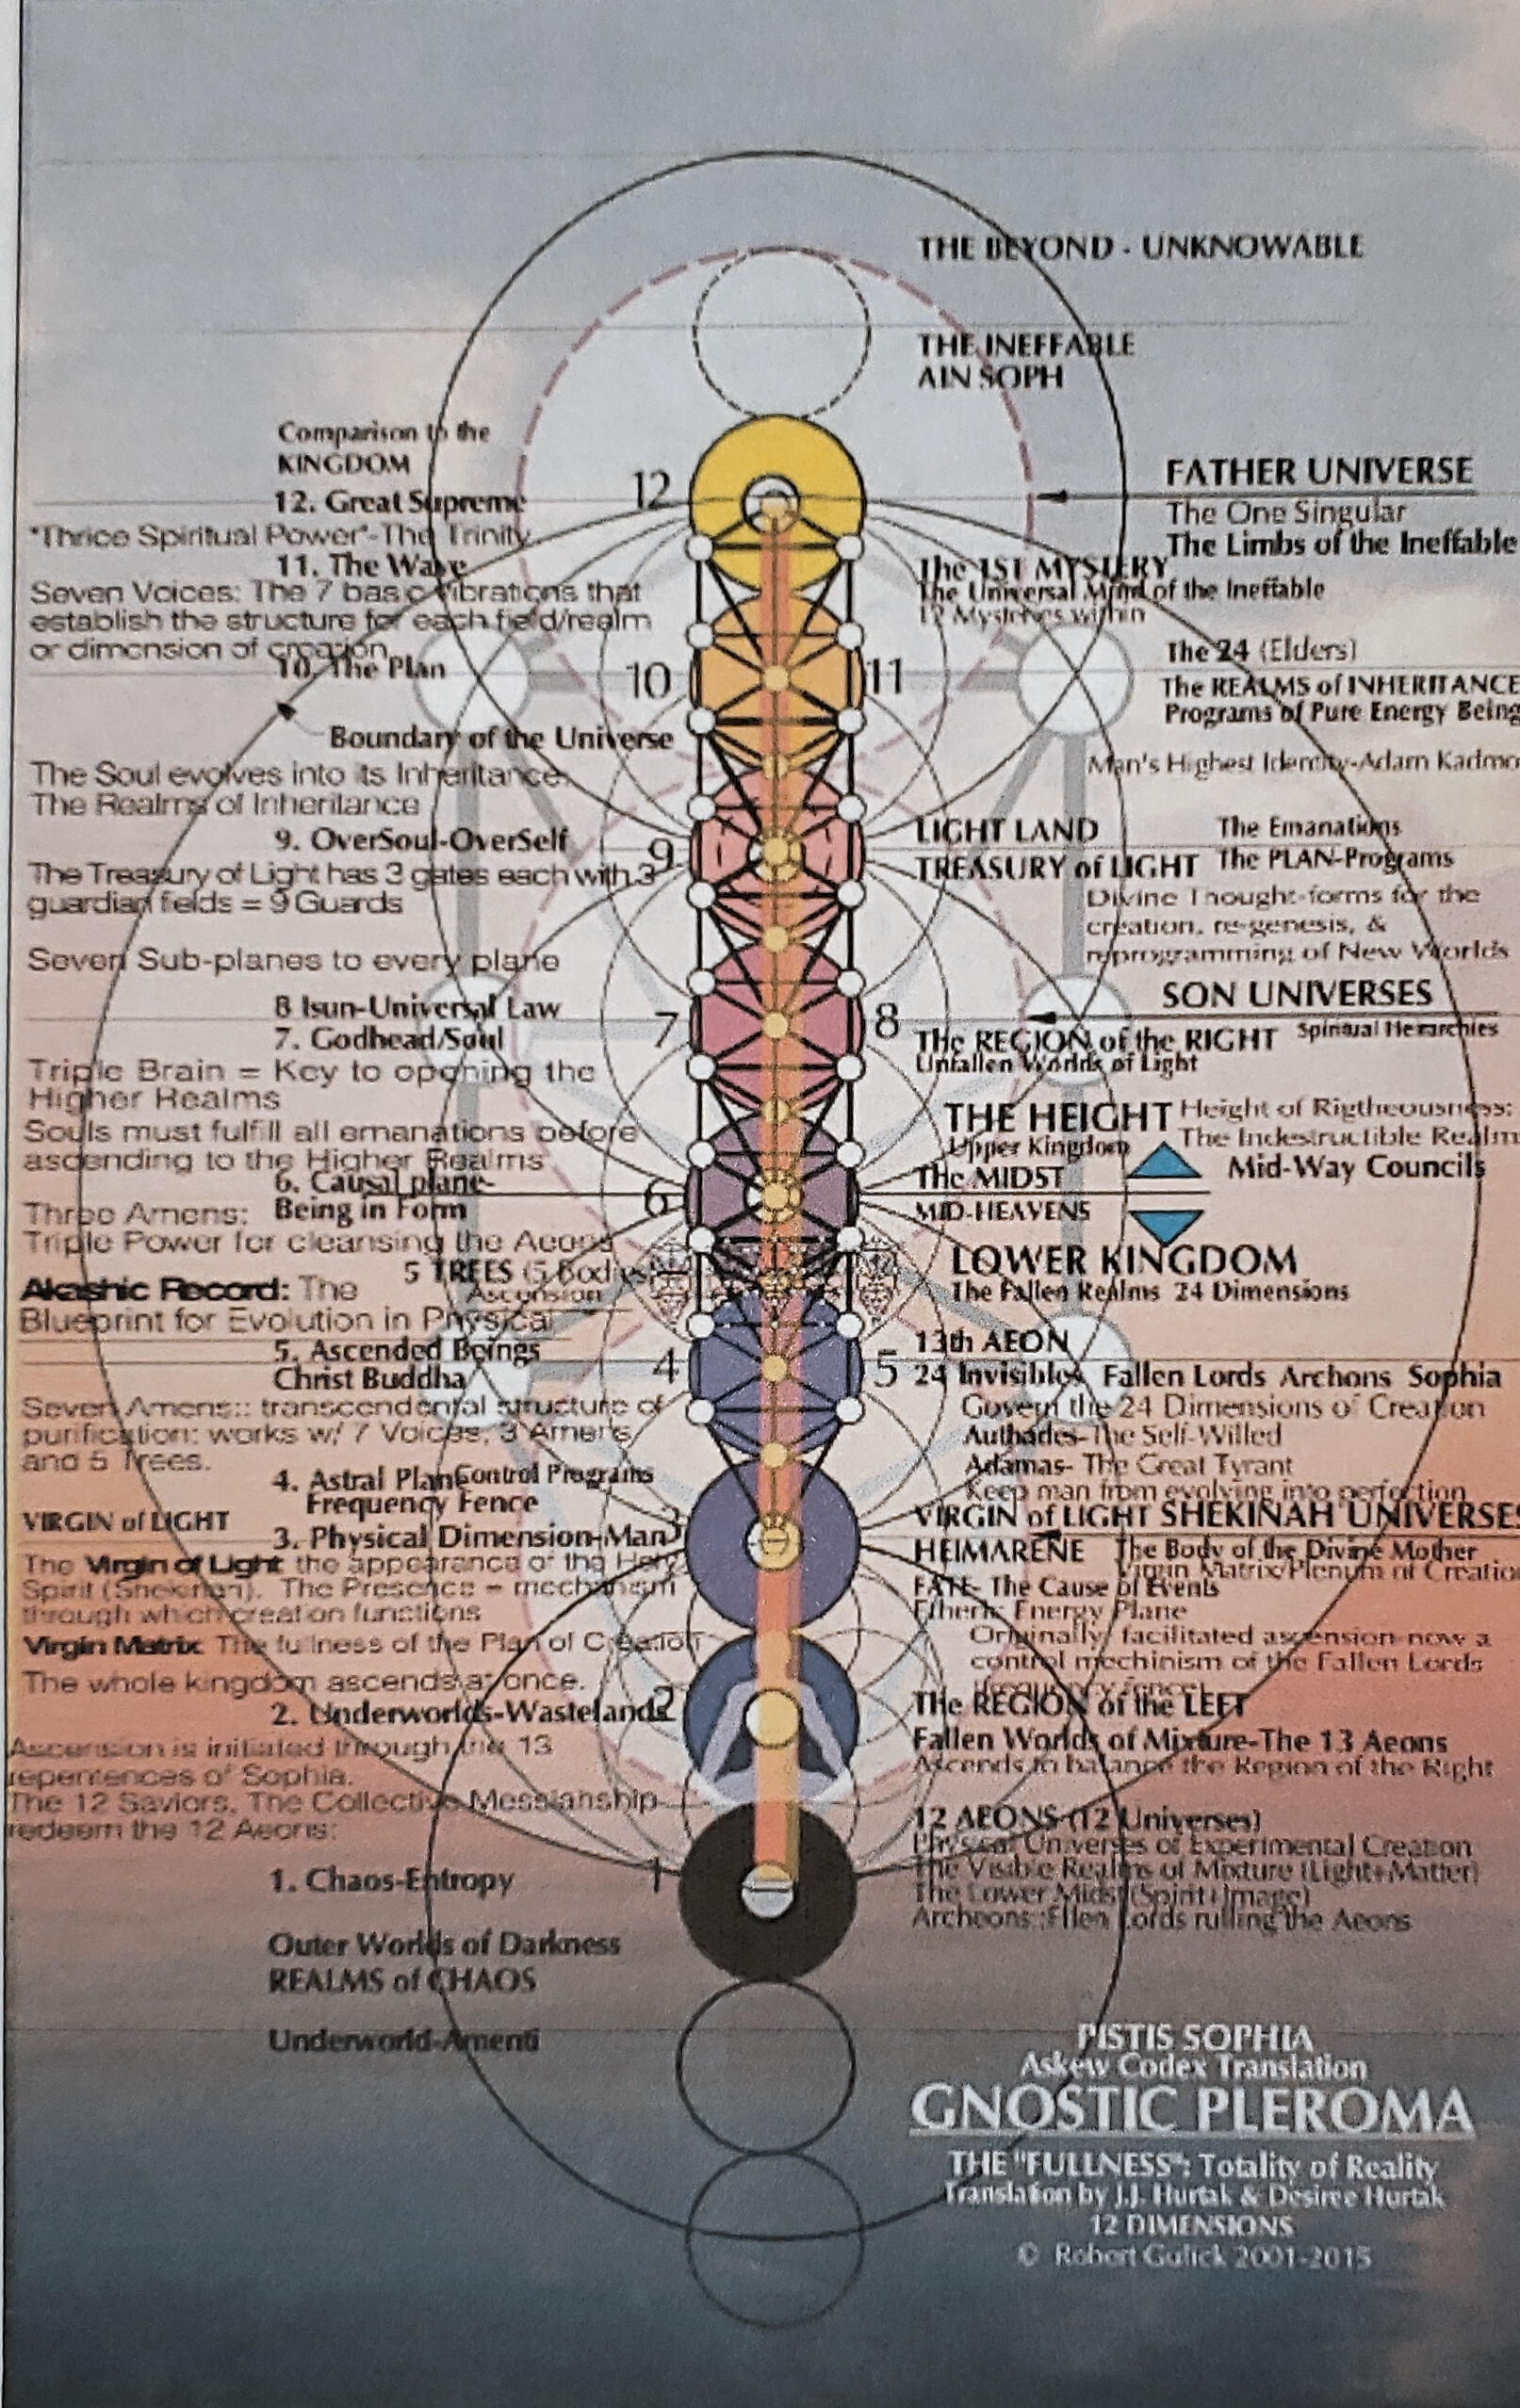 THE BEYOND - UNKNOWABLE
THE INEFFABLE
AIN SOPH
Comparison to the
KINGDOM
12. Great Supreme
"Thrice Spiritual Power"-The Trinity
11. The Wave
Seven Voices: The 7 basic vibrations that
establish the structure for each field/realm
or dimension of creation
10. The Plan
Boundary of the Universe
The Soul evolves into its Inheritance:
The Realms of Inheritance
9. OverSoul-OverSelf
The Treasury of Light has 3 gates each with 3
guardian fields = 9 Guards
Seven Sub-planes to every plane
8 Isun-Universal Law
7. Godhead/Soul
Triple Brain = Key to opening the
Higher Realms
Souls must fulfill all emanations before
ascending to the Higher Realms
6. Causal plane-
Being in Form
Three Amens:
Triple Power for cleansing the Aeons
5 TREES (5 Bodies)
Ascension
Akashic Record: The
Blueprint for Evolution in Physical
5. Ascended Beings
Christ Buddha
Seven Amens:: transcendental structure of
purification: works w/ 7 Voices, 3 Amens,
and 5 Trees.
4. Astral Plane Control Programs
Frequency Fence
VIRGIN of LIGHT
3. Physical Dimension-Man
The Virgin of Light the appearance of the Holy
Spirit (Shekinah). The Presence = mechanism
through which creation functions
Virgin Matrix The fullness of the Plan of Creation
The whole kingdom ascends at once.
2. Underworlds-Wastelands
Ascension is initiated through the 13
repentences of Sophia.
The 12 Saviors, The Collective Messiahship
redeem the 12 Aeons:
1. Chaos-Entropy
Outer Worlds of Darkness
REALMS of CHAOS
Underworld-Amenti
12
10
11
9
7
8
6
4
5
3
2
1
FATHER UNIVERSE
The One Singular
The Limbs of the Ineffable
The 1ST MYSTERY
The Universal Mind of the Ineffable
12 Mysteries within
The 24 (Elders)
The REALMS of INHERITANCE
Programs of Pure Energy Being
Man's Highest Identity-Adam Kadmo
LIGHT LAND
The Emanations
TREASURY of LIGHT
The PLAN-Programs
Divine Thought-forms for the
creation, re-genesis, &
reprogramming of New Worlds
SON UNIVERSES
The REGION of the RIGHT
Spiritual Hierarchies
Unfallen Worlds of Light
THE HEIGHT
Height of Rigtheousness:
Upper Kingdom
The Indestructible Realm
The MIDST
Mid-Way Councils
MID-HEAVENS
LOWER KINGDOM
The Fallen Realms 24 Dimensions
13th AEON
24 Invisibles Fallen Lords Archons Sophia
Govern the 24 Dimensions of Creation
Authades-The Self-Willed
Adamas- The Great Tyrant
Keep man from evolving into perfection
VIRGIN of LIGHT SHEKINAH UNIVERSES
HEIMARENE The Body of the Divine Mother
Virgin Matrix/Plenum of Creatio
FATE- The Cause of Events
Etheric Energy Plane
Originally facilitated ascension-now a
control mechinism of the Fallen Lords
(frequency fence)
The REGION of the LEFT
Fallen Worlds of Mixture-The 13 Aeons
Ascends to balance the Region of the Right
12 AEONS-(12 Universes)
Physical Universes of Experimental Creation
The Visible Realms of Mixture (Light+Matter)
The Lower Midst (Spirit+Image)
Archeons::Fllen Lords rulling the Aeons
PISTIS SOPHIA
Askew Codex Translation
GNOSTIC PLEROMA
THE "FULLNESS": Totality of Reality
Translation by J.J. Hurtak & Desiree Hurtak
12 DIMENSIONS
© Robert Gulick 2001-2015